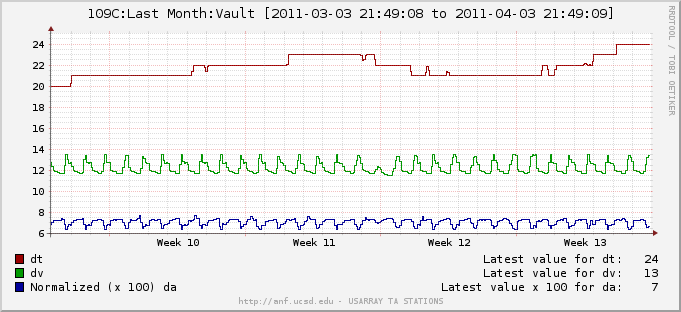 109C:Last Month:Vault [2011-03-03 21:49:08 to 2011-04-03 21:49:09]
RRDTOOL / TOBI OETIKER
24
22
20
18
16
14
12
10
8
6
Week 10 Week 11 Week 12 Week 13
dt Latest value for dt: 24
dv Latest value for dv: 13
Normalized (x 100) da Latest value x 100 for da: 7
http://anf.ucsd.edu - USARRAY TA STATIONS